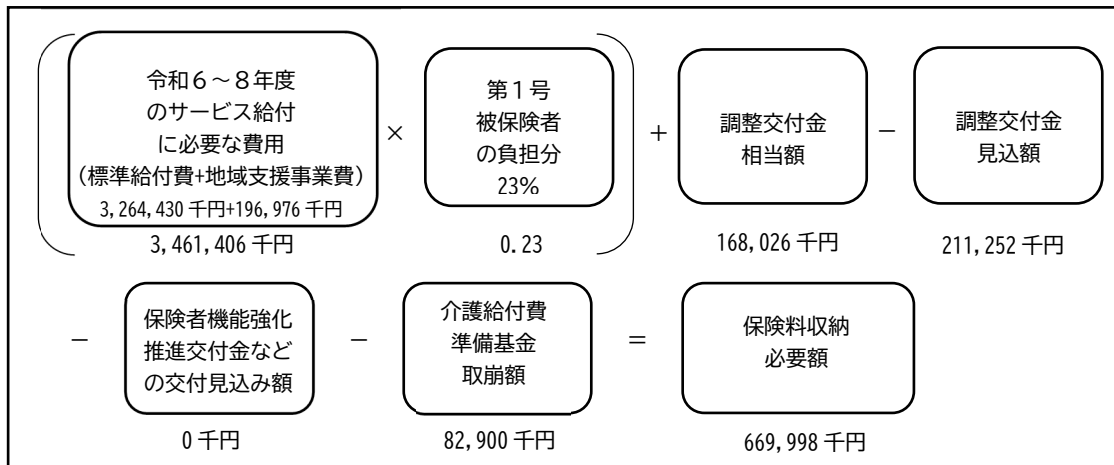 令和６～８年度
のサービス給付
に必要な費用
（標準給付費+地域支援事業費）
3,264,430 千円+196,976 千円
3,461,406 千円
×
第１号
被保険者
の負担分
23%
0.23
＋
調整交付金
相当額
168,026 千円
－
調整交付金
見込額
211,252 千円
－
保険者機能強化
推進交付金など
の交付見込み額
0 千円
－
介護給付費
準備基金
取崩額
82,900 千円
＝
保険料収納
必要額
669,998 千円